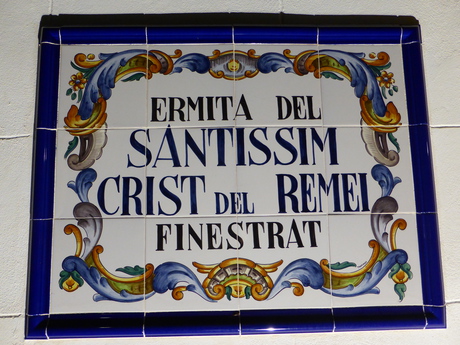 ERMITA DEL
SANTISSIM
CRIST DEL REMEI
FINESTRAT